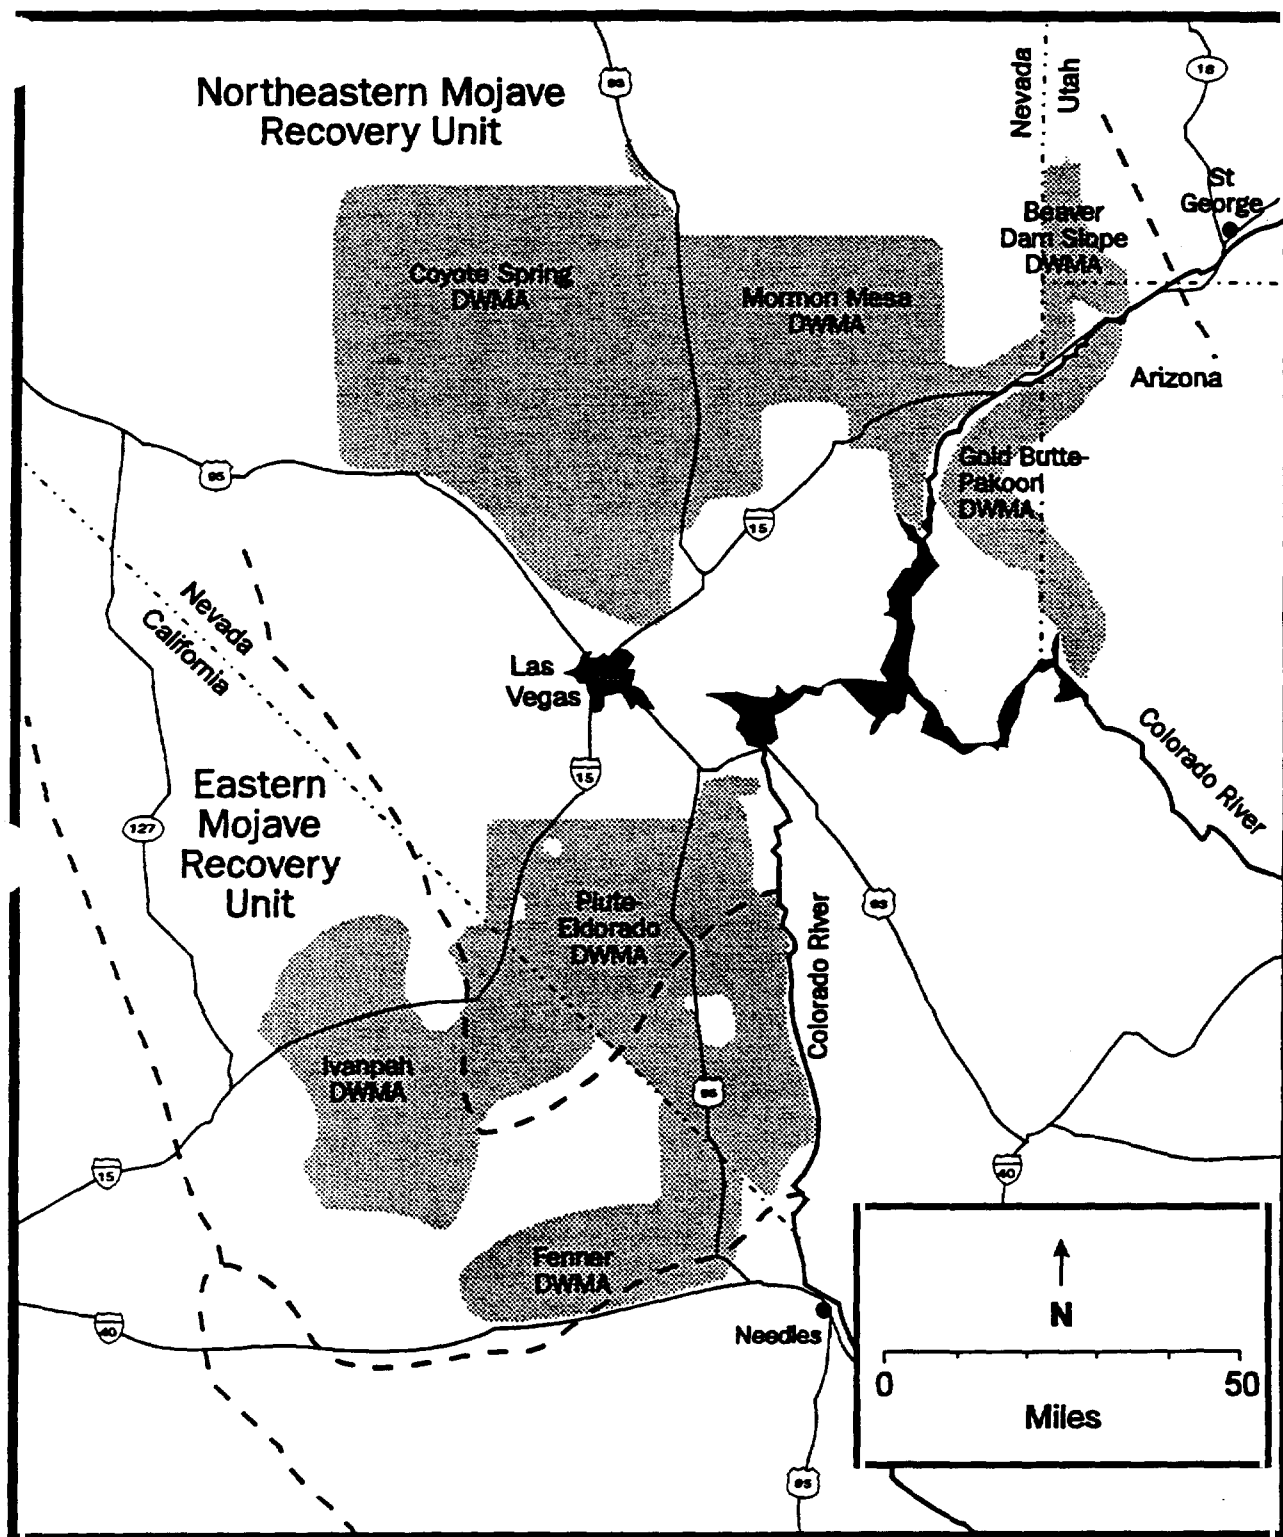 Northeastern Mojave
Recovery Unit
Nevada
Utah
18
St
George
Beaver
Dam Slope
DWMA
Coyote Spring
DWMA
Mormon Mesa
DWMA
Arizona
95
Gold Butte-
Pakoon
DWMA
15
Nevada
California
Las
Vegas
15
Colorado River
Eastern
Mojave
Recovery
Unit
127
Piute-
Eldorado
DWMA
Colorado River
93
Ivanpah
DWMA
95
15
40
Fenner
DWMA
N
40
Needles
0
50
Miles
95